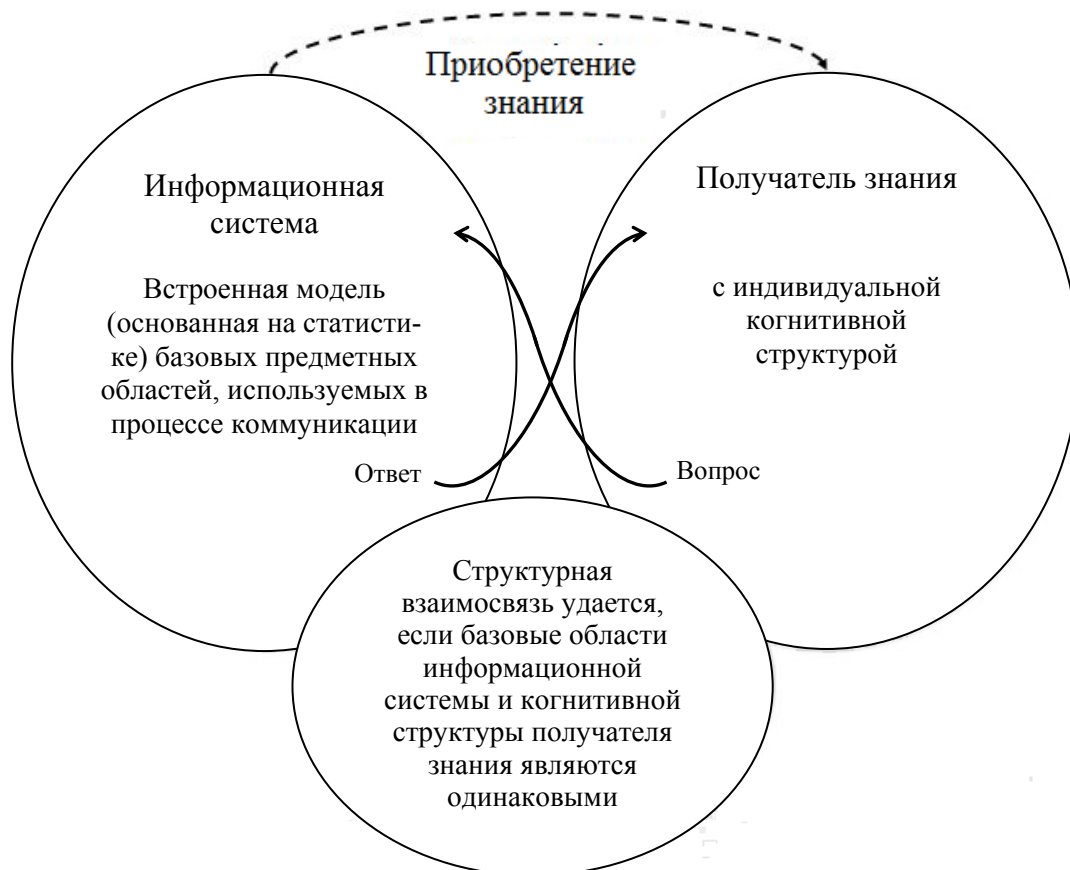 Приобретение
знания
Информационная
система
Встроенная модель
(основанная на статисти-
ке) базовых предметных
областей, используемых в
процессе коммуникации
Ответ
Получатель знания
с индивидуальной
когнитивной
структурой
Вопрос
Структурная
взаимосвязь удается,
если базовые области
информационной
системы и когнитивной
структуры получателя
знания являются
одинаковыми